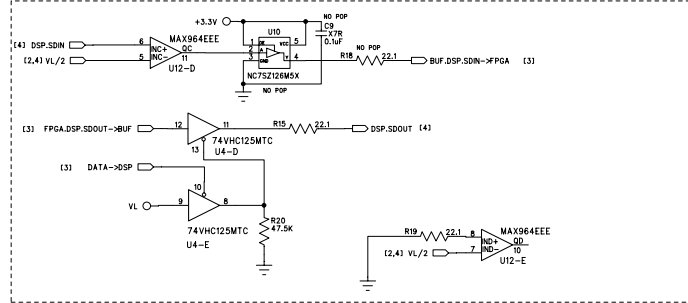 NO POP
+3.3V
U10
C9
X7R
0.1uF
[4] DSP.SDIN
6
INC+
MAX964EEE
QC
1
OE
VCC
5
2
A
[2,4] VL/2
5
INC-
11
U12-D
3
GND
Y
4
NO POP
R18
22.1
BUF.DSP.SDIN->FPGA [3]
NC7SZ126M5X
NO POP
[3] FPGA.DSP.SDOUT->BUF
12
11
R15
22.1
DSP.SDOUT [4]
13
74VHC125MTC
U4-D
[3] DATA->DSP
10
VL
9
8
74VHC125MTC
U4-E
R20
47.5K
R19
22.1
8
IND+
MAX964EEE
QD
[2,4] VL/2
7
IND-
10
U12-E